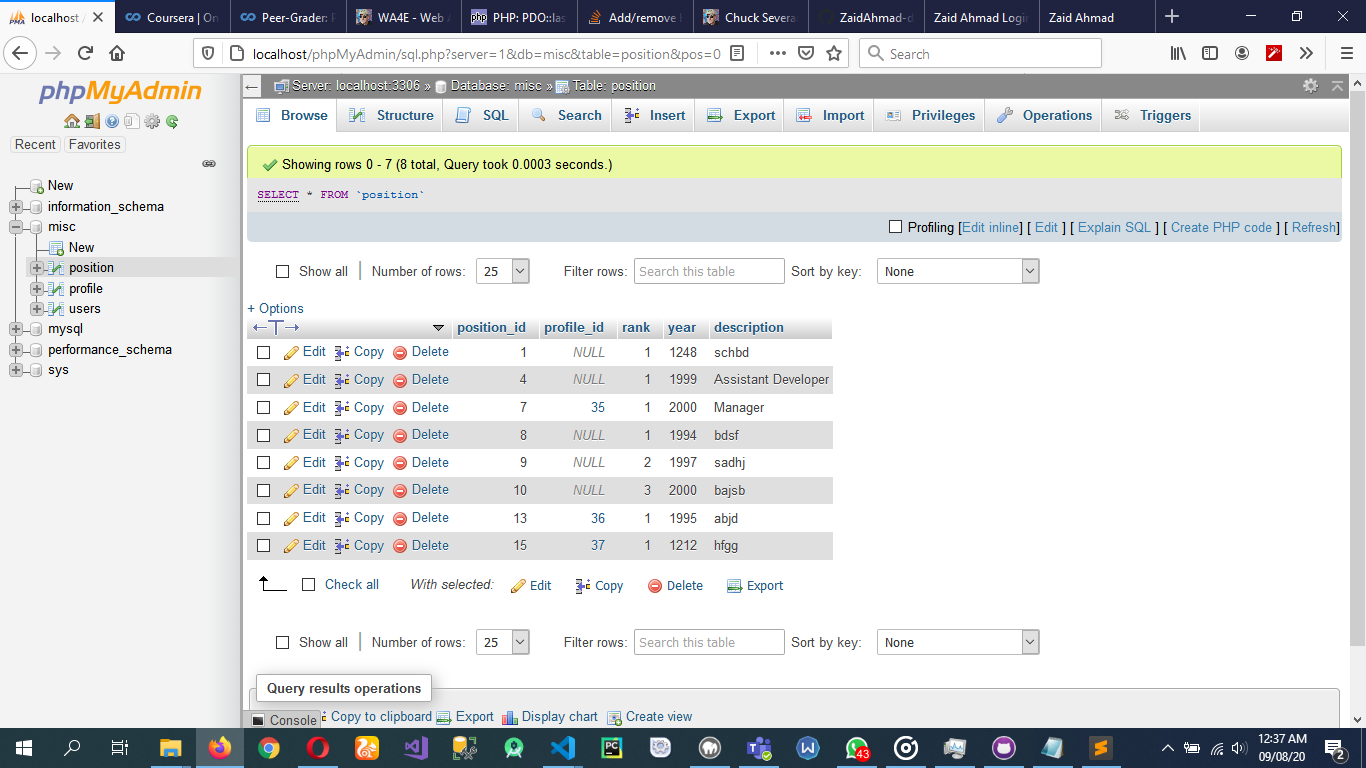 localhost /
Coursera | On
Peer-Grader: P
WA4E - Web A
PHP: PDO::las
Add/remove
Chuck Severa
ZaidAhmad-d
Zaid Ahmad Login
Zaid Ahmad
localhost/phpMyAdmin/sql.php?server=1&db=misc&table=position&pos=0
Search
phpMyAdmin
Recent Favorites
New
information_schema
misc
New
position
profile
users
mysql
performance_schema
sys
Server: localhost:3306 » Database: misc » Table: position
Browse Structure SQL Search Insert Export Import Privileges Operations Triggers
Showing rows 0 - 7 (8 total, Query took 0.0003 seconds.)
SELECT * FROM `position`
Profiling [Edit inline] [ Edit ] [ Explain SQL ] [ Create PHP code ] [ Refresh]
Show all | Number of rows: 25 Filter rows: Search this table Sort by key: None
+ Options
←T→ position_id profile_id rank year description
Edit Copy Delete 1 NULL 1 1248 schbd
Edit Copy Delete 4 NULL 1 1999 Assistant Developer
Edit Copy Delete 7 35 1 2000 Manager
Edit Copy Delete 8 NULL 1 1994 bdsf
Edit Copy Delete 9 NULL 2 1997 sadhj
Edit Copy Delete 10 NULL 3 2000 bajsb
Edit Copy Delete 13 36 1 1995 abjd
Edit Copy Delete 15 37 1 1212 hfgg
Check all With selected: Edit Copy Delete Export
Show all | Number of rows: 25 Filter rows: Search this table Sort by key: None
Query results operations
Copy to clipboard Export Display chart Create view
Console
43
12:37 AM
09/08/20
2